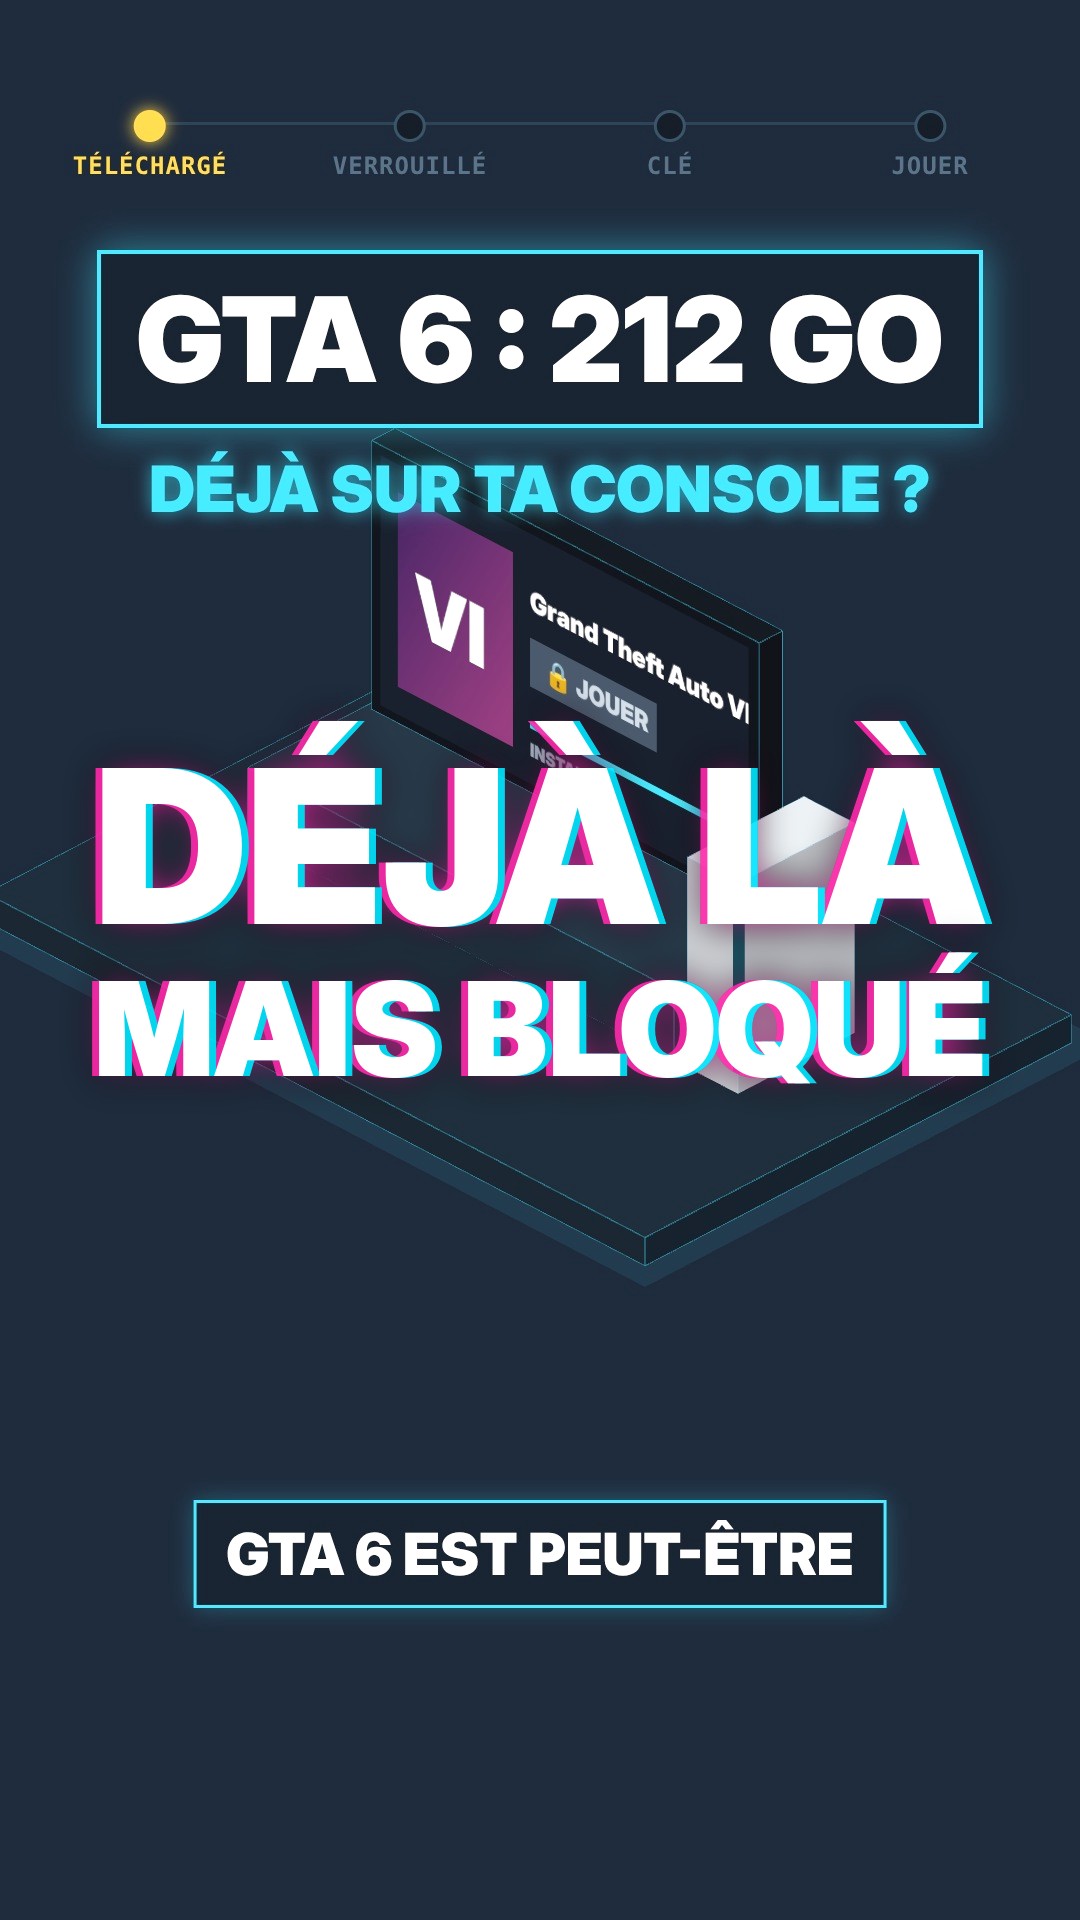 TÉLÉCHARGÉ VERROUILLÉ CLÉ JOUER
GTA 6 : 212 GO
DÉJÀ SUR TA CONSOLE ?
VI
Grand Theft Auto VI
🔒 JOUER
DÉJÀ LÀ
MAIS BLOQUÉ
GTA 6 EST PEUT-ÊTRE